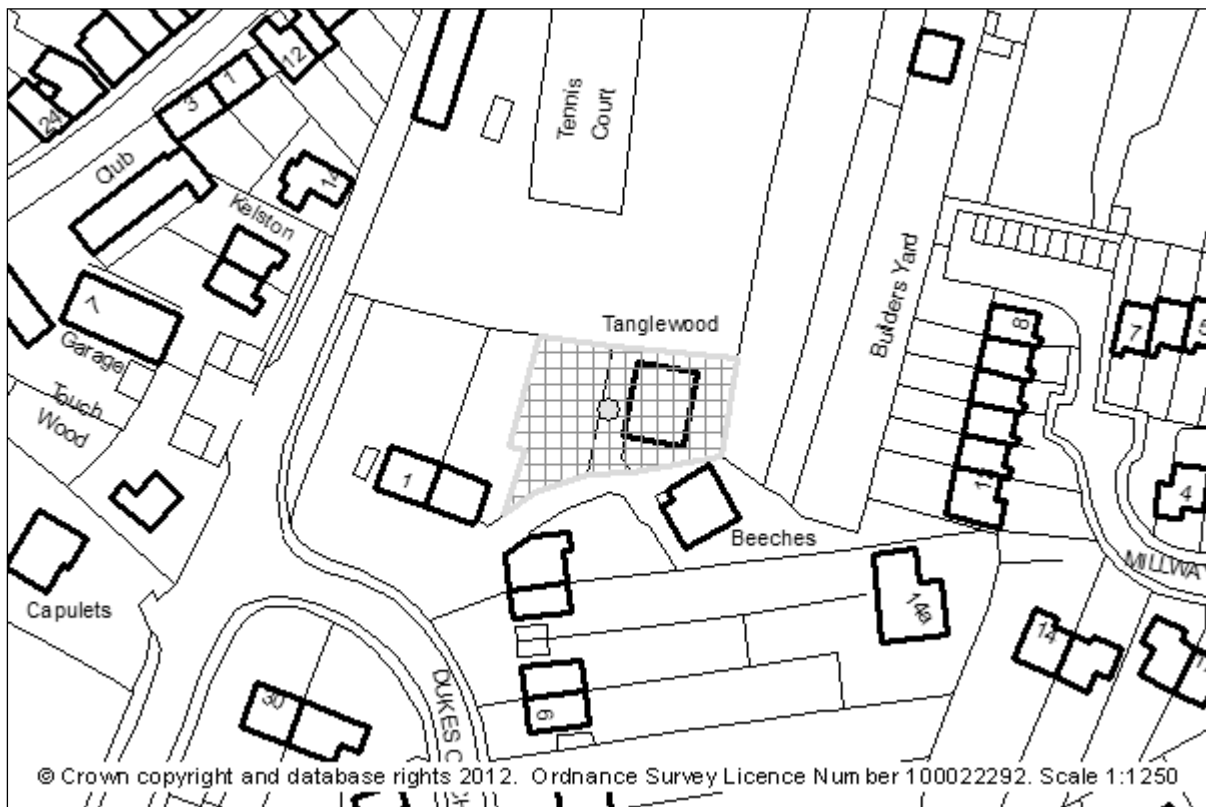 12
1
3
24
Tennis
Court
Club
14
Kelston
Builders Yard
7
Garage
Tanglewood
8
7
5
Touch
Wood
1
13
4
Beeches
MILLWA
Capulets
14a
14
30
9
DUKES C
© Crown copyright and database rights 2012. Ordnance Survey Licence Number 100022292. Scale 1:1250